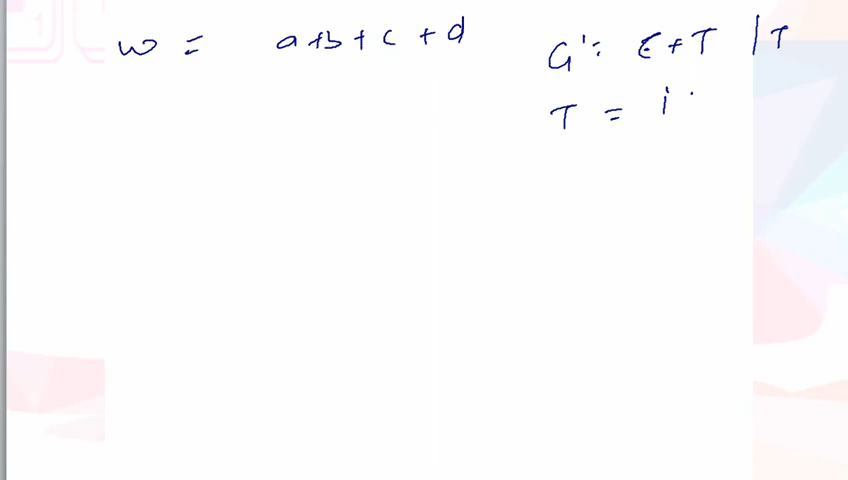 w = a+b+c+d
G': E+T | T
T = i